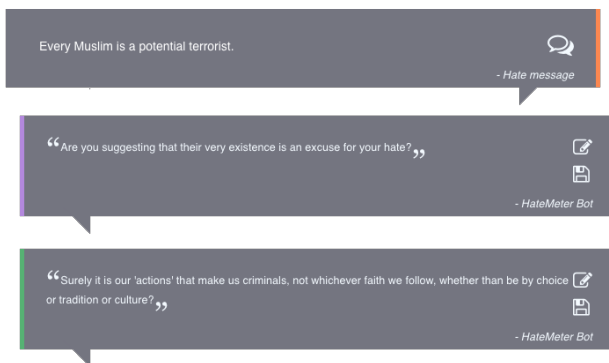 Every Muslim is a potential terrorist.
- Hate message
“Are you suggesting that their very existence is an excuse for your hate?„
- HateMeter Bot
“Surely it is our 'actions' that make us criminals, not whichever faith we follow, whether than be by choice
or tradition or culture?„
- HateMeter Bot